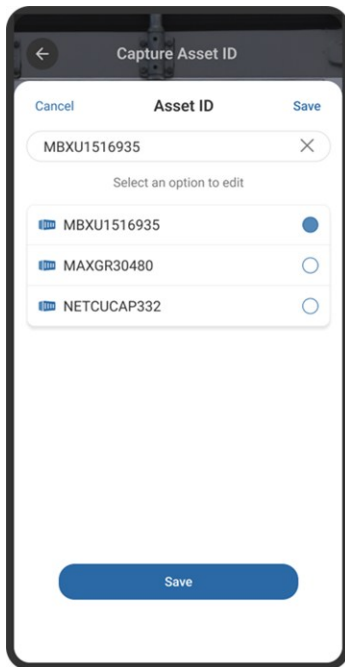 Capture Asset ID
Cancel Asset ID Save
MBXU1516935
Select an option to edit
MBXU1516935
MAXGR30480
NETCUCAP332
Save